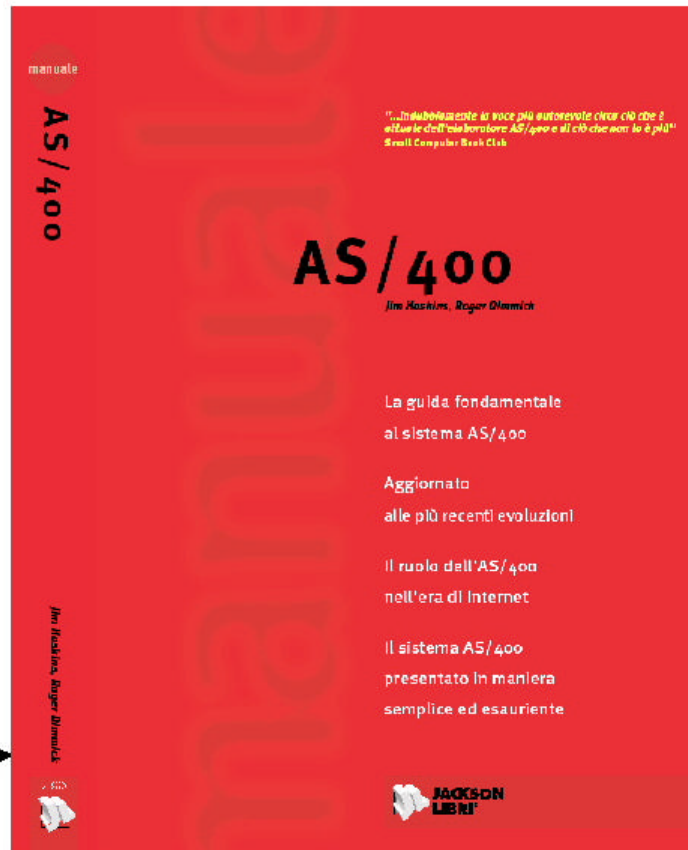 manuale
AS/400
Jim Hoskins, Roger Dimmick
manuale
"...Indubbiamente la voce più autorevole circa ciò che è
attuale dell'elaboratore AS/400 e di ciò che non lo è più"
Small Computer Book Club
AS/400
Jim Hoskins, Roger Dimmick
La guida fondamentale
al sistema AS/400
Aggiornato
alle più recenti evoluzioni
Il ruolo dell'AS/400
nell'era di Internet
Il sistema AS/400
presentato in maniera
semplice ed esauriente
JACKSON
LIBRI